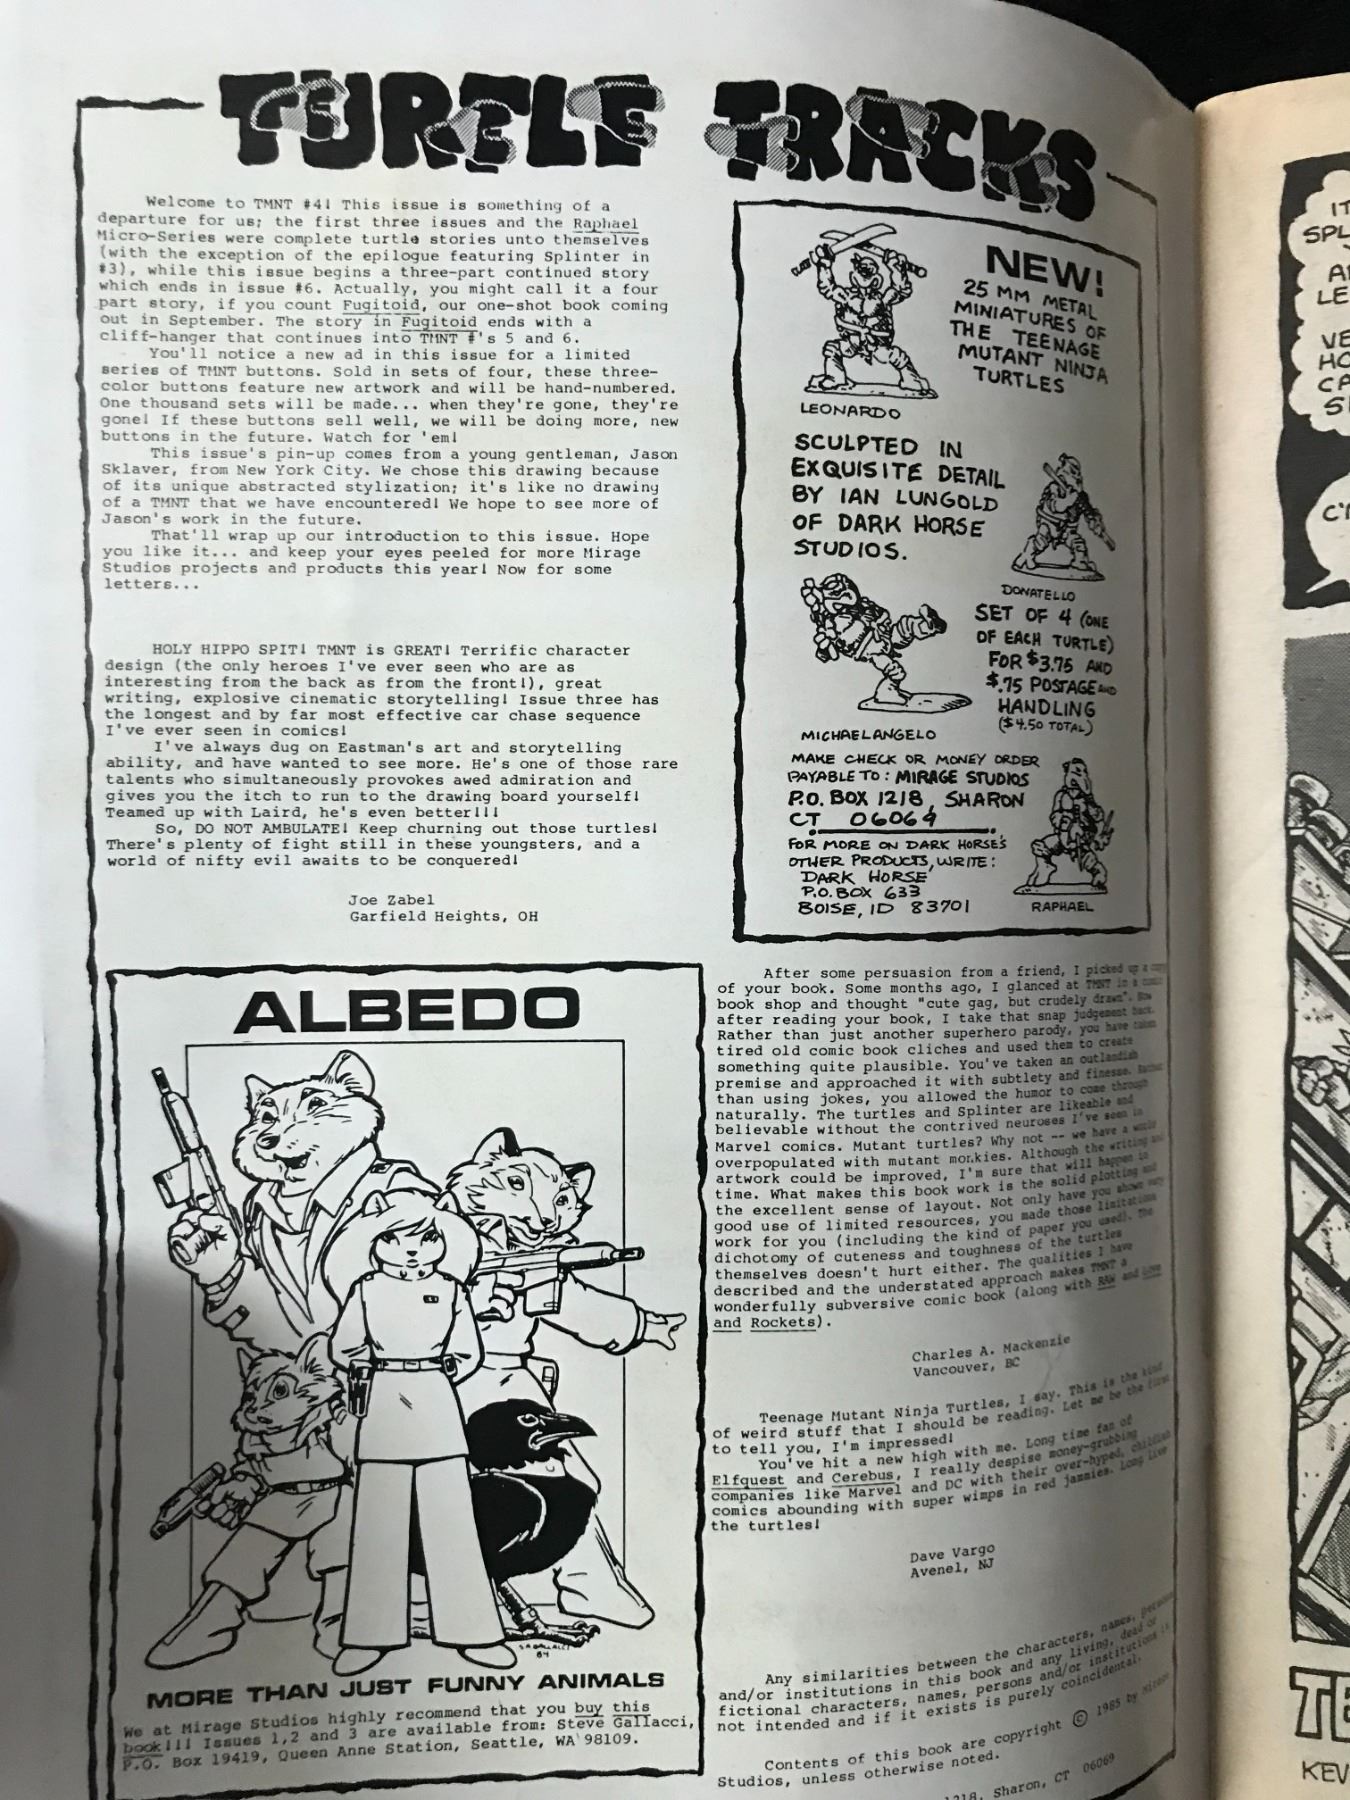 TURTLE TRACKS
Welcome to TMNT #4! This issue is something of a
departure for us; the first three issues and the Raphael
Micro-Series were complete turtle stories unto themselves
(with the exception of the epilogue featuring Splinter in
#3), while this issue begins a three-part continued story
which ends in issue #6. Actually, you might call it a four
part story, if you count Fugitoid, our one-shot book coming
out in September. The story in Fugitoid ends with a
cliff-hanger that continues into TMNT #'s 5 and 6.
You'll notice a new ad in this issue for a limited
series of TMNT buttons. Sold in sets of four, these three-
color buttons feature new artwork and will be hand-numbered.
One thousand sets will be made... when they're gone, they're
gone! If these buttons sell well, we will be doing more, new
buttons in the future. Watch for 'em!
This issue's pin-up comes from a young gentleman, Jason
Sklaver, from New York City. We chose this drawing because
of its unique abstracted stylization; it's like no drawing
of a TMNT that we have encountered! We hope to see more of
Jason's work in the future.
That'll wrap up our introduction to this issue. Hope
you like it... and keep your eyes peeled for more Mirage
Studios projects and products this year! Now for some
letters...
HOLY HIPPO SPIT! TMNT is GREAT! Terrific character
design (the only heroes I've ever seen who are as
interesting from the back as from the front!), great
writing, explosive cinematic storytelling! Issue three has
the longest and by far most effective car chase sequence
I've ever seen in comics!
I've always dug on Eastman's art and storytelling
ability, and have wanted to see more. He's one of those rare
talents who simultaneously provokes awed admiration and
gives you the itch to run to the drawing board yourself!
Teamed up with Laird, he's even better!!!
So, DO NOT AMBULATE! Keep churning out those turtles!
There's plenty of fight still in these youngsters, and a
world of nifty evil awaits to be conquered!
Joe Zabel
Garfield Heights, OH
ALBEDO
S.A. GALLACCI
84
MORE THAN JUST FUNNY ANIMALS
We at Mirage Studios highly recommend that you buy this
book!!! Issues 1,2 and 3 are available from: Steve Gallacci,
P.O. Box 19419, Queen Anne Station, Seattle, WA 98109.
NEW!
25 MM METAL
MINIATURES OF
THE TEENAGE
MUTANT NINJA
TURTLES
LEONARDO
SCULPTED IN
EXQUISITE DETAIL
BY IAN LUNGOLD
OF DARK HORSE
STUDIOS.
DONATELLO
SET OF 4 (ONE
OF EACH TURTLE)
FOR $3.75 AND
$.75 POSTAGE AND
HANDLING
($4.50 TOTAL)
MICHAELANGELO
MAKE CHECK OR MONEY ORDER
PAYABLE TO: MIRAGE STUDIOS
P.O. BOX 1218, SHARON
CT 06069
FOR MORE ON DARK HORSE'S
OTHER PRODUCTS, WRITE:
DARK HORSE
P.O. BOX 633
BOISE, ID 83701
RAPHAEL
After some persuasion from a friend, I picked up a copy
of your book. Some months ago, I glanced at TMNT in a comic
book shop and thought "cute gag, but crudely drawn". Now
after reading your book, I take that snap judgement back.
Rather than just another superhero parody, you have taken
tired old comic book cliches and used them to create
something quite plausible. You've taken an outlandish
premise and approached it with subtlety and finesse. Rather
than using jokes, you allowed the humor to come through
naturally. The turtles and Splinter are likeable and
believable without the contrived neuroses I've seen in
Marvel comics. Mutant turtles? Why not -- we have a world
overpopulated with mutant monkies. Although the writing and
artwork could be improved, I'm sure that will happen in
time. What makes this book work is the solid plotting and
the excellent sense of layout. Not only have you shown very
good use of limited resources, you made those limitations
work for you (including the kind of paper you used). The
dichotomy of cuteness and toughness of the turtles
themselves doesn't hurt either. The qualities I have
described and the understated approach makes TMNT a
wonderfully subversive comic book (along with RAW and Love
and Rockets).
Charles A. Mackenzie
Vancouver, BC
Teenage Mutant Ninja Turtles, I say. This is the kind
of weird stuff that I should be reading. Let me be the first
to tell you, I'm impressed!
You've hit a new high with me. Long time fan of
Elfquest and Cerebus, I really despise money-grubbing
companies like Marvel and DC with their over-hyped, childish
comics abounding with super wimps in red jammies. Long live
the turtles!
Dave Vargo
Avenel, NJ
Any similarities between the characters, names, persons
and/or institutions in this book and any living, dead or
fictional characters, names, persons and/or institutions is
not intended and if it exists is purely coincidental.
Contents of this book are copyright © 1985 by Mirage
Studios, unless otherwise noted.
1218, Sharon, CT 06069
IT
SPL
LE
VE
HO
CA
C'M
TE
KEV